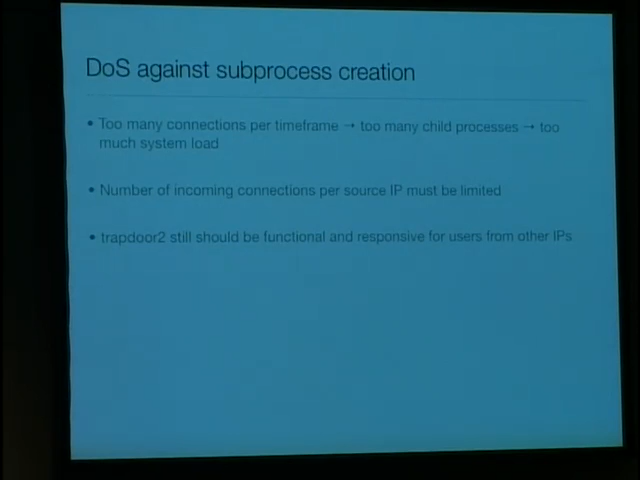 DoS against subprocess creation
• Too many connections per timeframe → too many child processes → too
much system load
• Number of incoming connections per source IP must be limited
• trapdoor2 still should be functional and responsive for users from other IPs